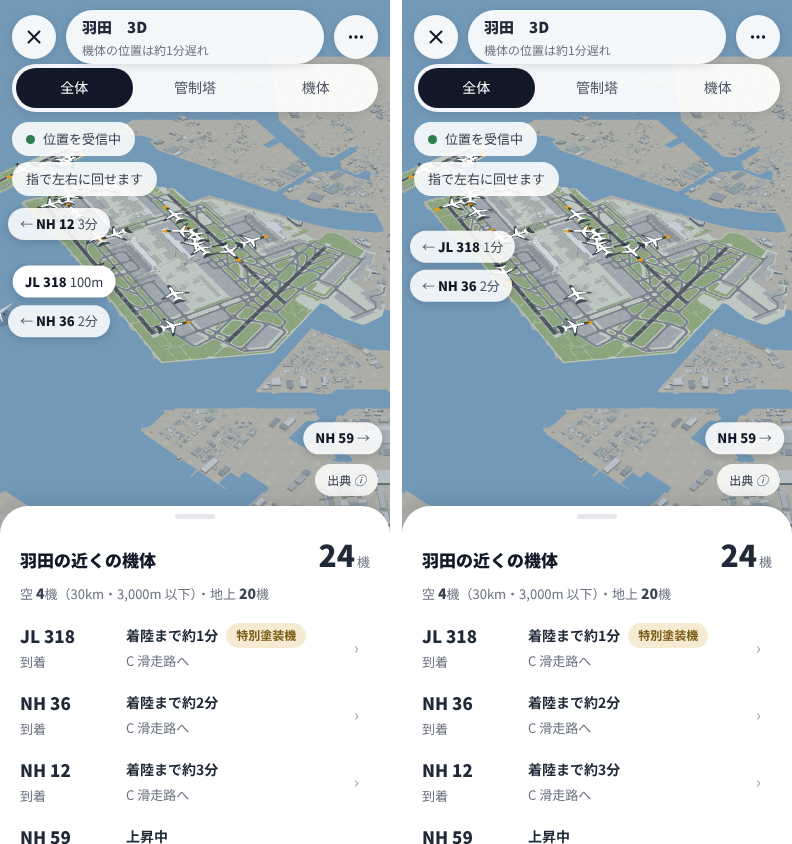 羽田　3D
機体の位置は約1分遅れ
全体
管制塔
機体
位置を受信中
指で左右に回せます
← NH 12 3分
JL 318 100m
← NH 36 2分
NH 59 →
出典 ⓘ
羽田の近くの機体
24機
空 4機（30km・3,000m 以下）・地上 20機
JL 318
着陸まで約1分
特別塗装機
到着
C 滑走路へ
NH 36
着陸まで約2分
到着
C 滑走路へ
NH 12
着陸まで約3分
到着
C 滑走路へ
NH 59
上昇中
羽田　3D
機体の位置は約1分遅れ
全体
管制塔
機体
位置を受信中
指で左右に回せます
← JL 318 1分
← NH 36 2分
NH 59 →
出典 ⓘ
羽田の近くの機体
24機
空 4機（30km・3,000m 以下）・地上 20機
JL 318
着陸まで約1分
特別塗装機
到着
C 滑走路へ
NH 36
着陸まで約2分
到着
C 滑走路へ
NH 12
着陸まで約3分
到着
C 滑走路へ
NH 59
上昇中